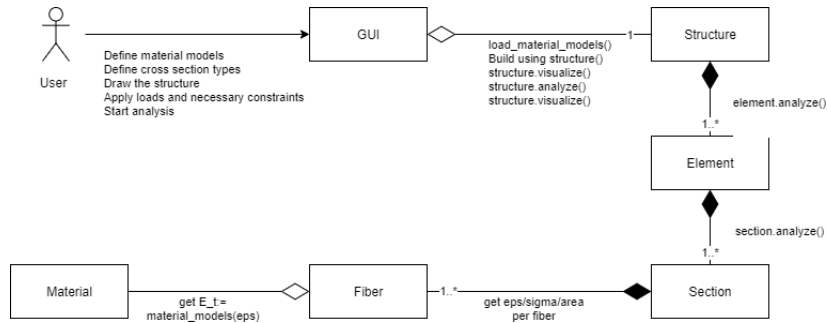 User
Define material models
Define cross section types
Draw the structure
Apply loads and necessary constraints
Start analysis
GUI
load_material_models()
Build using structure()
structure.visualize()
structure.analyze()
structure.visualize()
1
Structure
element.analyze()
1..*
Element
section.analyze()
1..*
Section
get eps/sigma/area
per fiber
1..*
Fiber
get E_t:=
material_models(eps)
Material